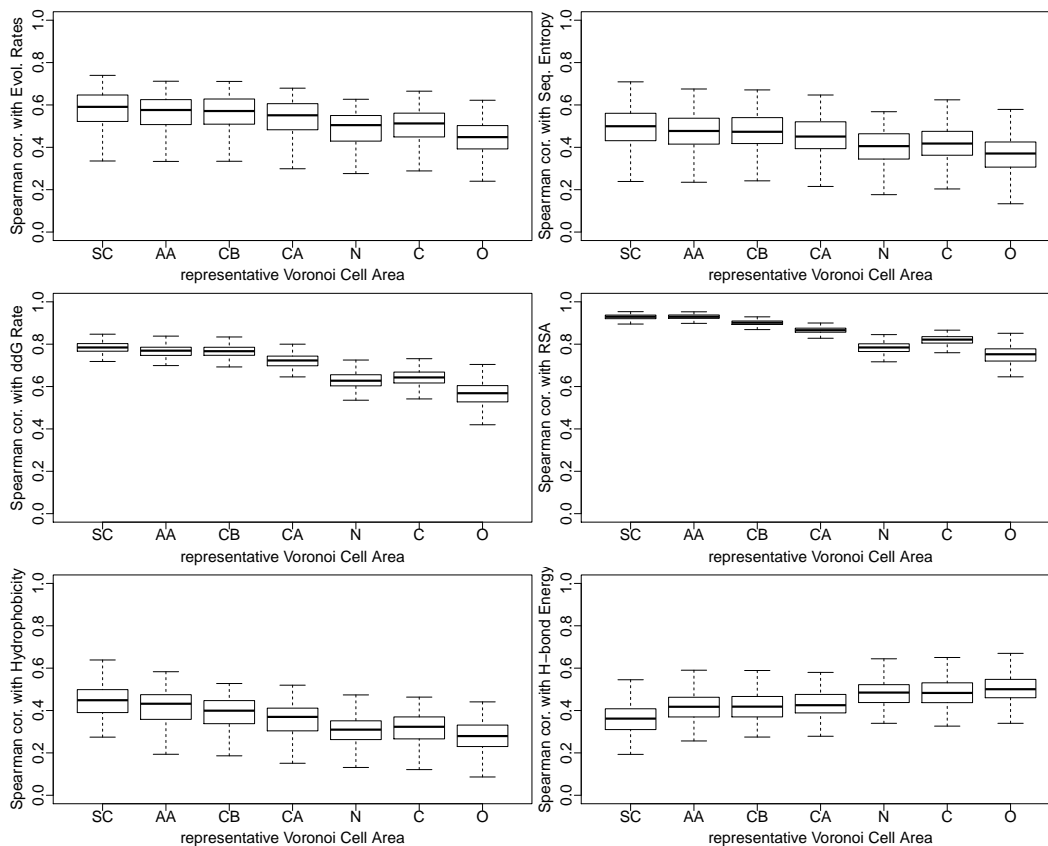 Spearman cor. with Evol. Rates
0.0 0.2 0.4 0.6 0.8 1.0
SC AA CB CA N C O
representative Voronoi Cell Area
Spearman cor. with Seq. Entropy
0.0 0.2 0.4 0.6 0.8 1.0
SC AA CB CA N C O
representative Voronoi Cell Area
Spearman cor. with ddG Rate
0.0 0.2 0.4 0.6 0.8 1.0
SC AA CB CA N C O
representative Voronoi Cell Area
Spearman cor. with RSA
0.0 0.2 0.4 0.6 0.8 1.0
SC AA CB CA N C O
representative Voronoi Cell Area
Spearman cor. with Hydrophobicity
0.0 0.2 0.4 0.6 0.8 1.0
SC AA CB CA N C O
representative Voronoi Cell Area
Spearman cor. with H−bond Energy
0.0 0.2 0.4 0.6 0.8 1.0
SC AA CB CA N C O
representative Voronoi Cell Area